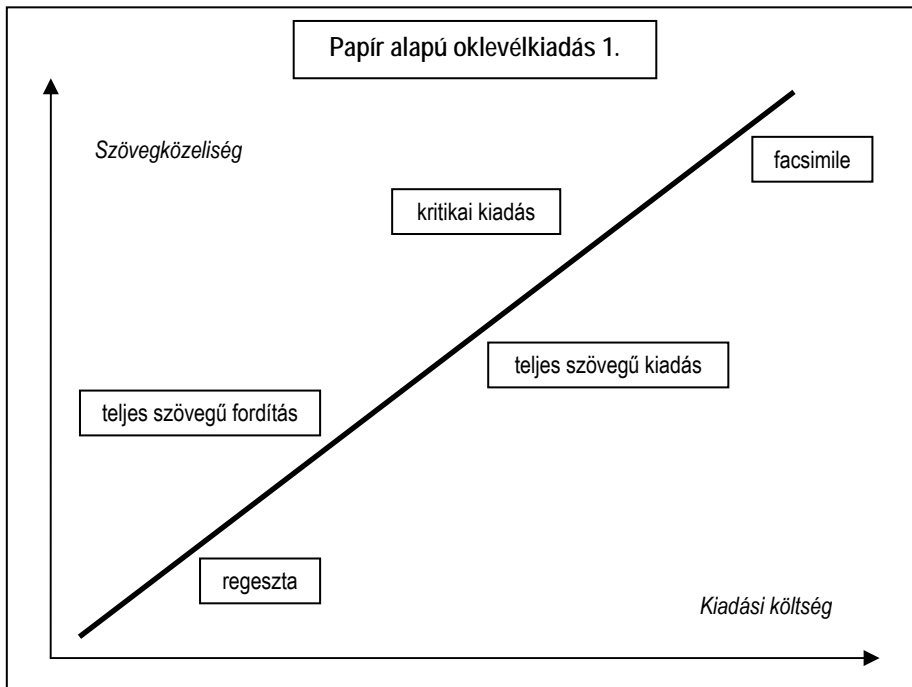 Papír alapú oklevélkiadás 1.
Szövegközeliség
facsimile
kritikai kiadás
teljes szövegű kiadás
teljes szövegű fordítás
regeszta
Kiadási költség